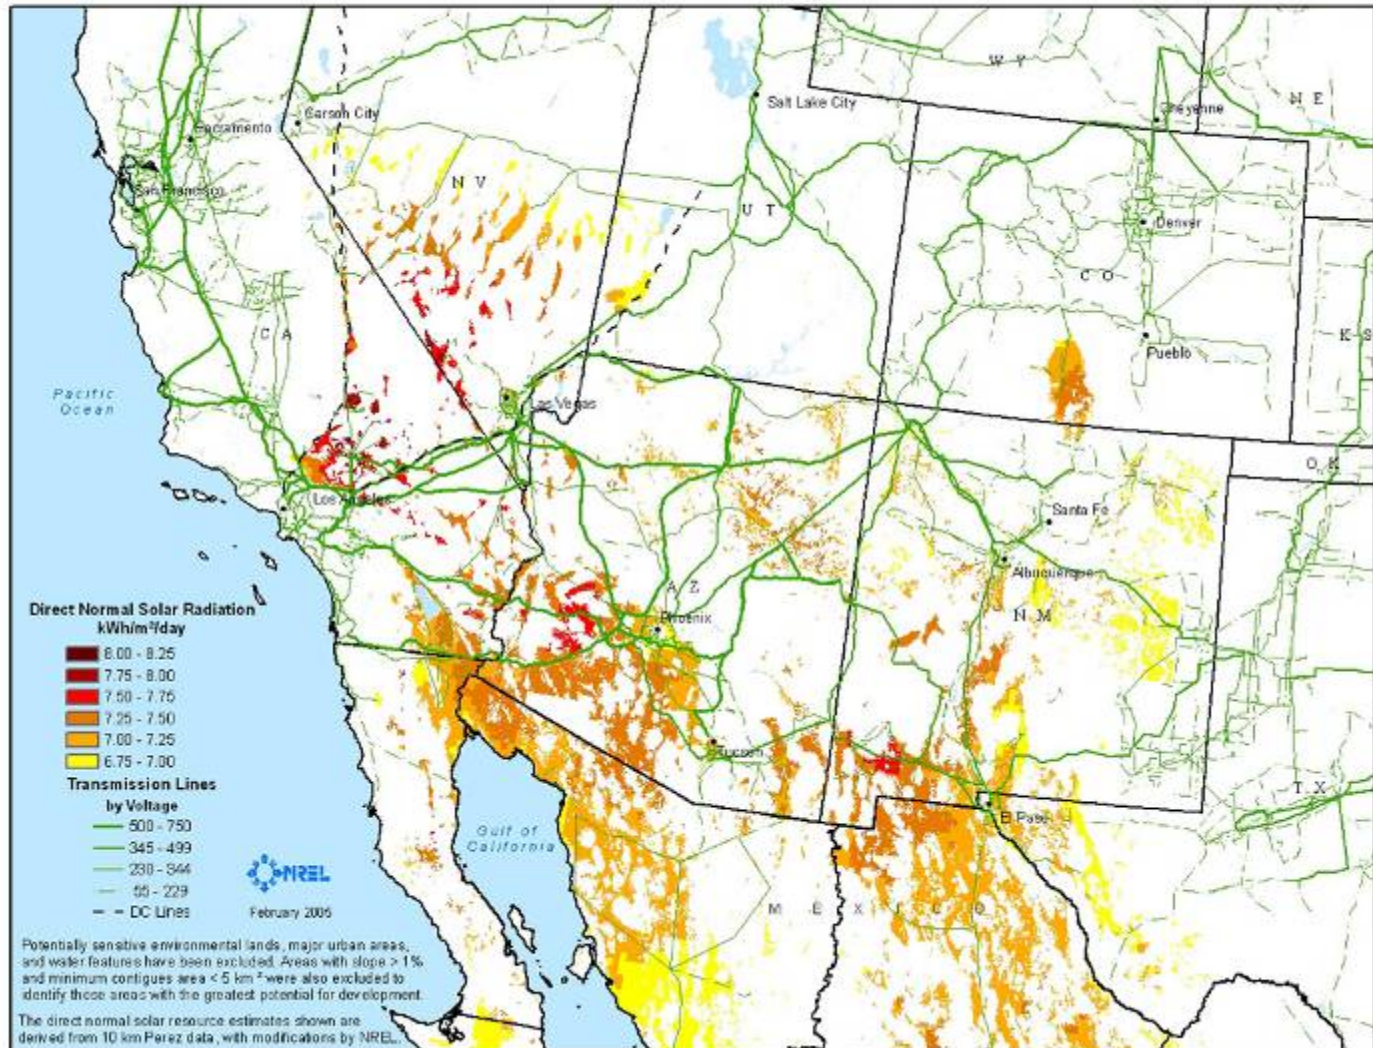 W Y
N E
Salt Lake City
Cheyenne
Carson City
Sacramento
San Francisco
N V
U T
Denver
C O
C A
K S
Pueblo
Pacific
Ocean
Las Vegas
O K
Los Angeles
Santa Fe
Albuquerque
A Z
Phoenix
N M
Direct Normal Solar Radiation
kWh/m²/day
8.00 - 8.25
7.75 - 8.00
7.50 - 7.75
7.25 - 7.50
7.00 - 7.25
6.75 - 7.00
Tucson
T X
El Paso
Transmission Lines
by Voltage
500 - 750
345 - 499
230 - 344
55 - 229
DC Lines
Gulf of
California
NREL
February 2005
M E X I C O
Potentially sensitive environmental lands, major urban areas,
and water features have been excluded. Areas with slope > 1%
and minimum contigues area < 5 km ² were also excluded to
identify those areas with the greatest potential for development.
The direct normal solar resource estimates shown are
derived from 10 km Perez data, with modifications by NREL.